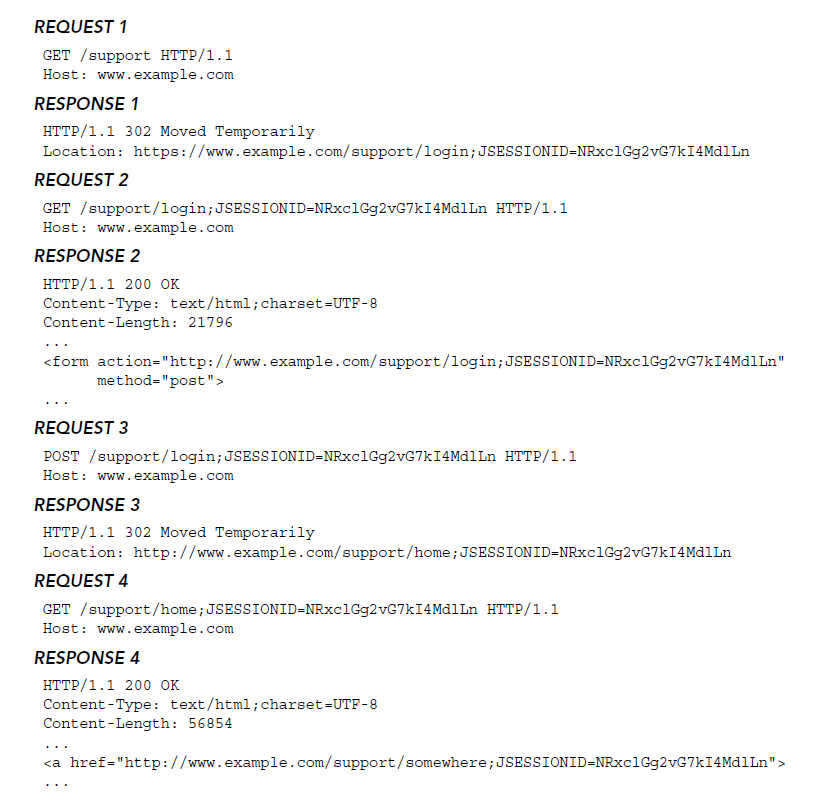 REQUEST 1
GET /support HTTP/1.1
Host: www.example.com
RESPONSE 1
HTTP/1.1 302 Moved Temporarily
Location: https://www.example.com/support/login;JSESSIONID=NRxclGg2vG7kI4MdlLn
REQUEST 2
GET /support/login;JSESSIONID=NRxclGg2vG7kI4MdlLn HTTP/1.1
Host: www.example.com
RESPONSE 2
HTTP/1.1 200 OK
Content-Type: text/html;charset=UTF-8
Content-Length: 21796
...
<form action="http://www.example.com/support/login;JSESSIONID=NRxclGg2vG7kI4MdlLn"
method="post">
...
REQUEST 3
POST /support/login;JSESSIONID=NRxclGg2vG7kI4MdlLn HTTP/1.1
Host: www.example.com
RESPONSE 3
HTTP/1.1 302 Moved Temporarily
Location: http://www.example.com/support/home;JSESSIONID=NRxclGg2vG7kI4MdlLn
REQUEST 4
GET /support/home;JSESSIONID=NRxclGg2vG7kI4MdlLn HTTP/1.1
Host: www.example.com
RESPONSE 4
HTTP/1.1 200 OK
Content-Type: text/html;charset=UTF-8
Content-Length: 56854
...
<a href="http://www.example.com/support/somewhere;JSESSIONID=NRxclGg2vG7kI4MdlLn">
...